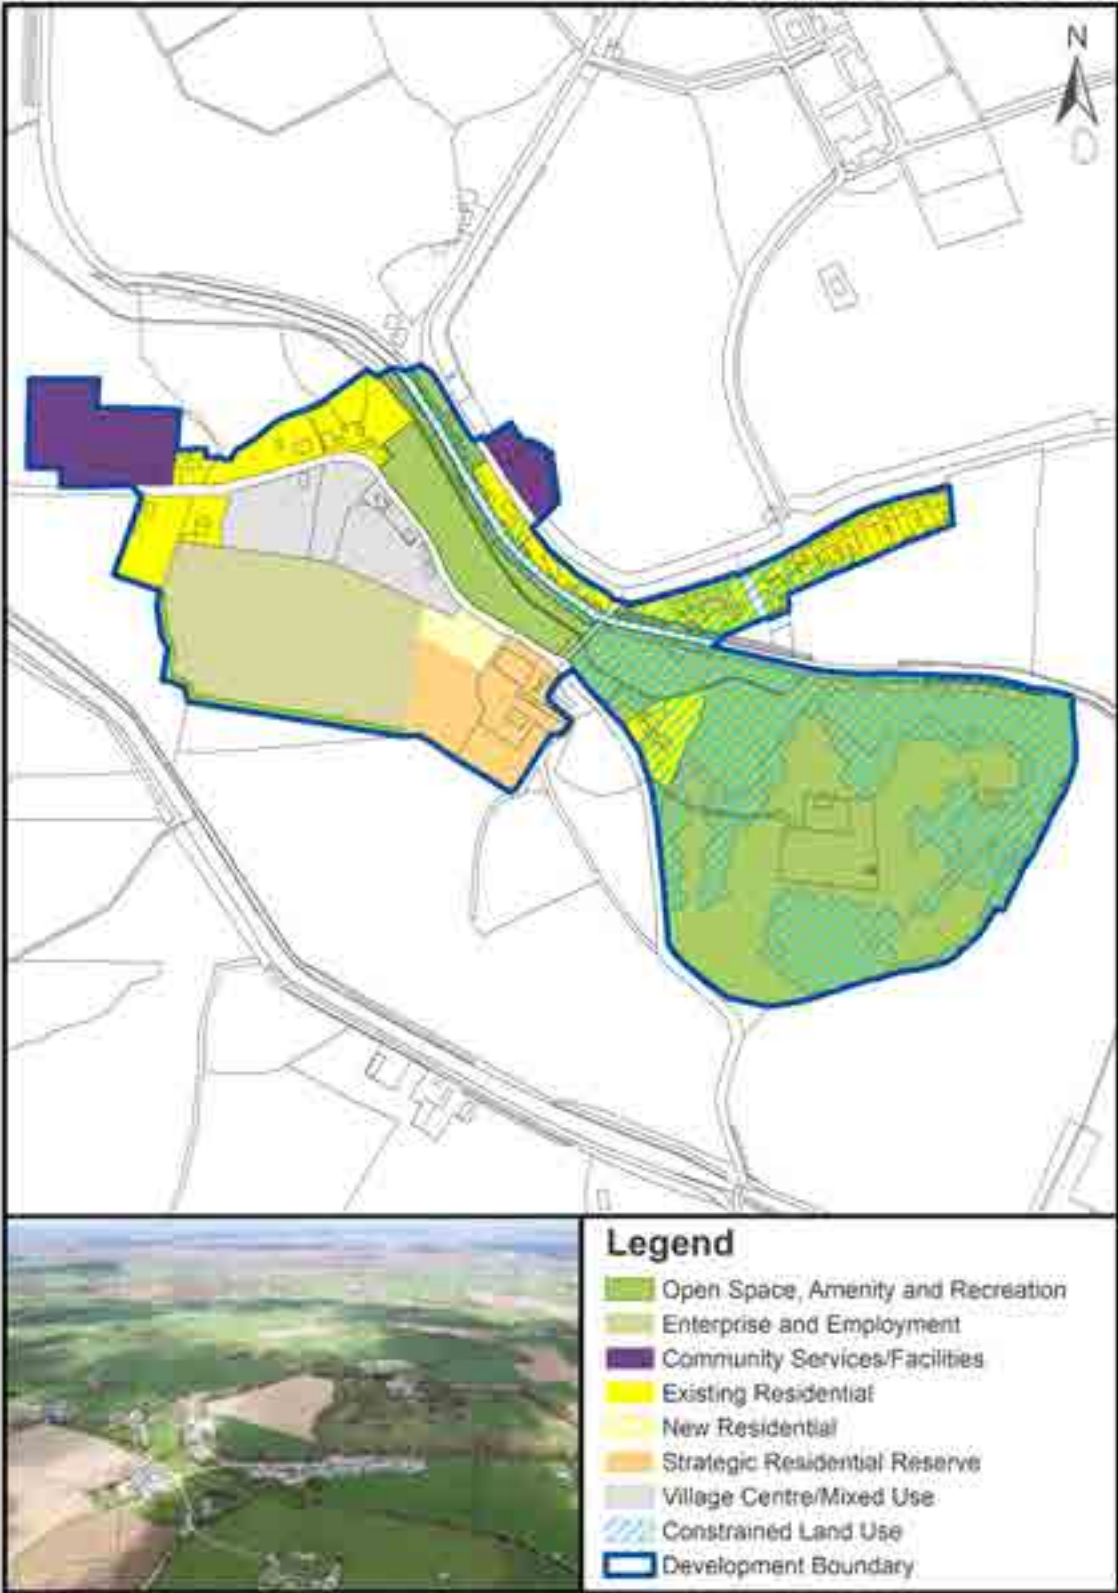 N
Legend
Open Space, Amenity and Recreation
Enterprise and Employment
Community Services/Facilities
Existing Residential
New Residential
Strategic Residential Reserve
Village Centre/Mixed Use
Constrained Land Use
Development Boundary